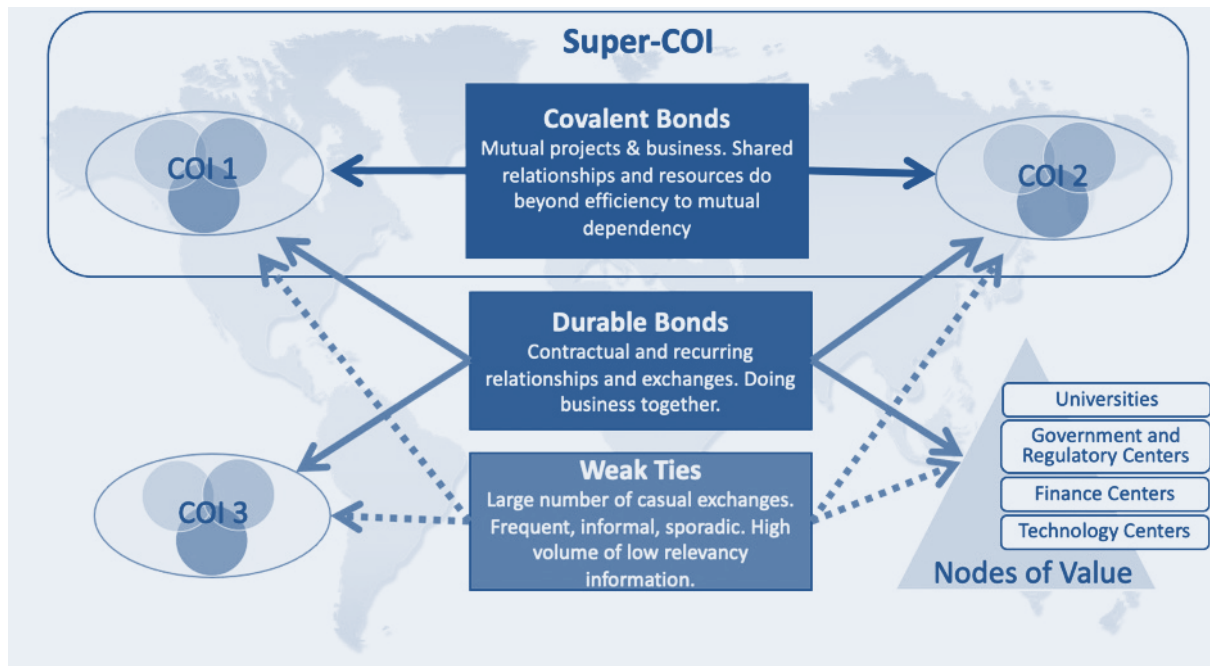 Super-COI
Covalent Bonds
Mutual projects & business. Shared
relationships and resources do
beyond efficiency to mutual
dependency
COI 1
COI 2
Durable Bonds
Contractual and recurring
relationships and exchanges. Doing
business together.
Weak Ties
Large number of casual exchanges.
Frequent, informal, sporadic. High
volume of low relevancy
information.
COI 3
Universities
Government and
Regulatory Centers
Finance Centers
Technology Centers
Nodes of Value